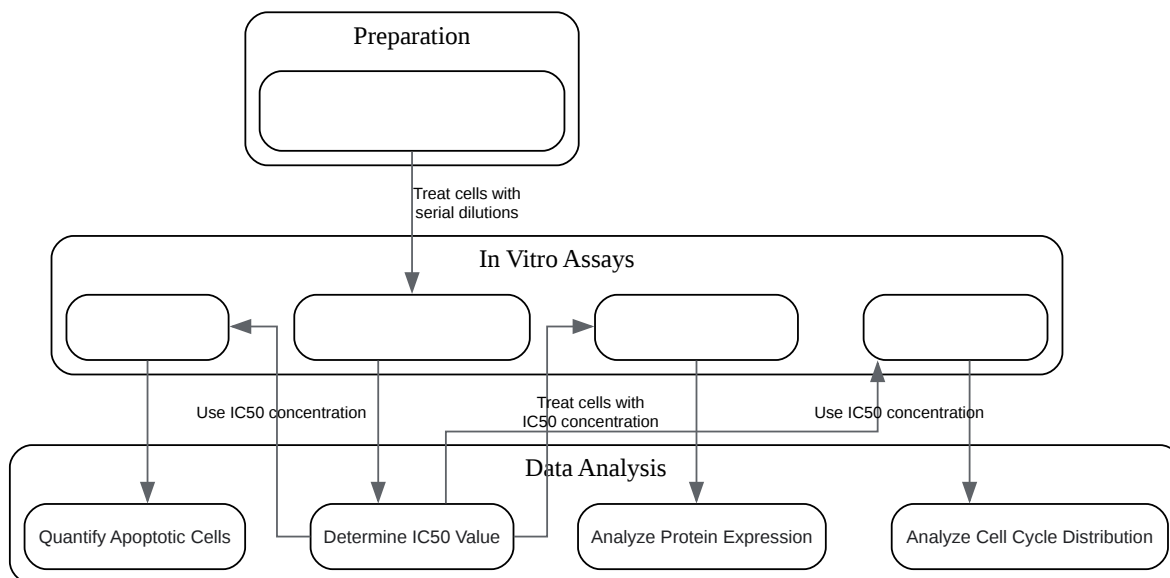 Preparation
Treat cells with
serial dilutions
In Vitro Assays
Use IC50 concentration
Treat cells with
IC50 concentration
Use IC50 concentration
Data Analysis
Quantify Apoptotic Cells
Determine IC50 Value
Analyze Protein Expression
Analyze Cell Cycle Distribution